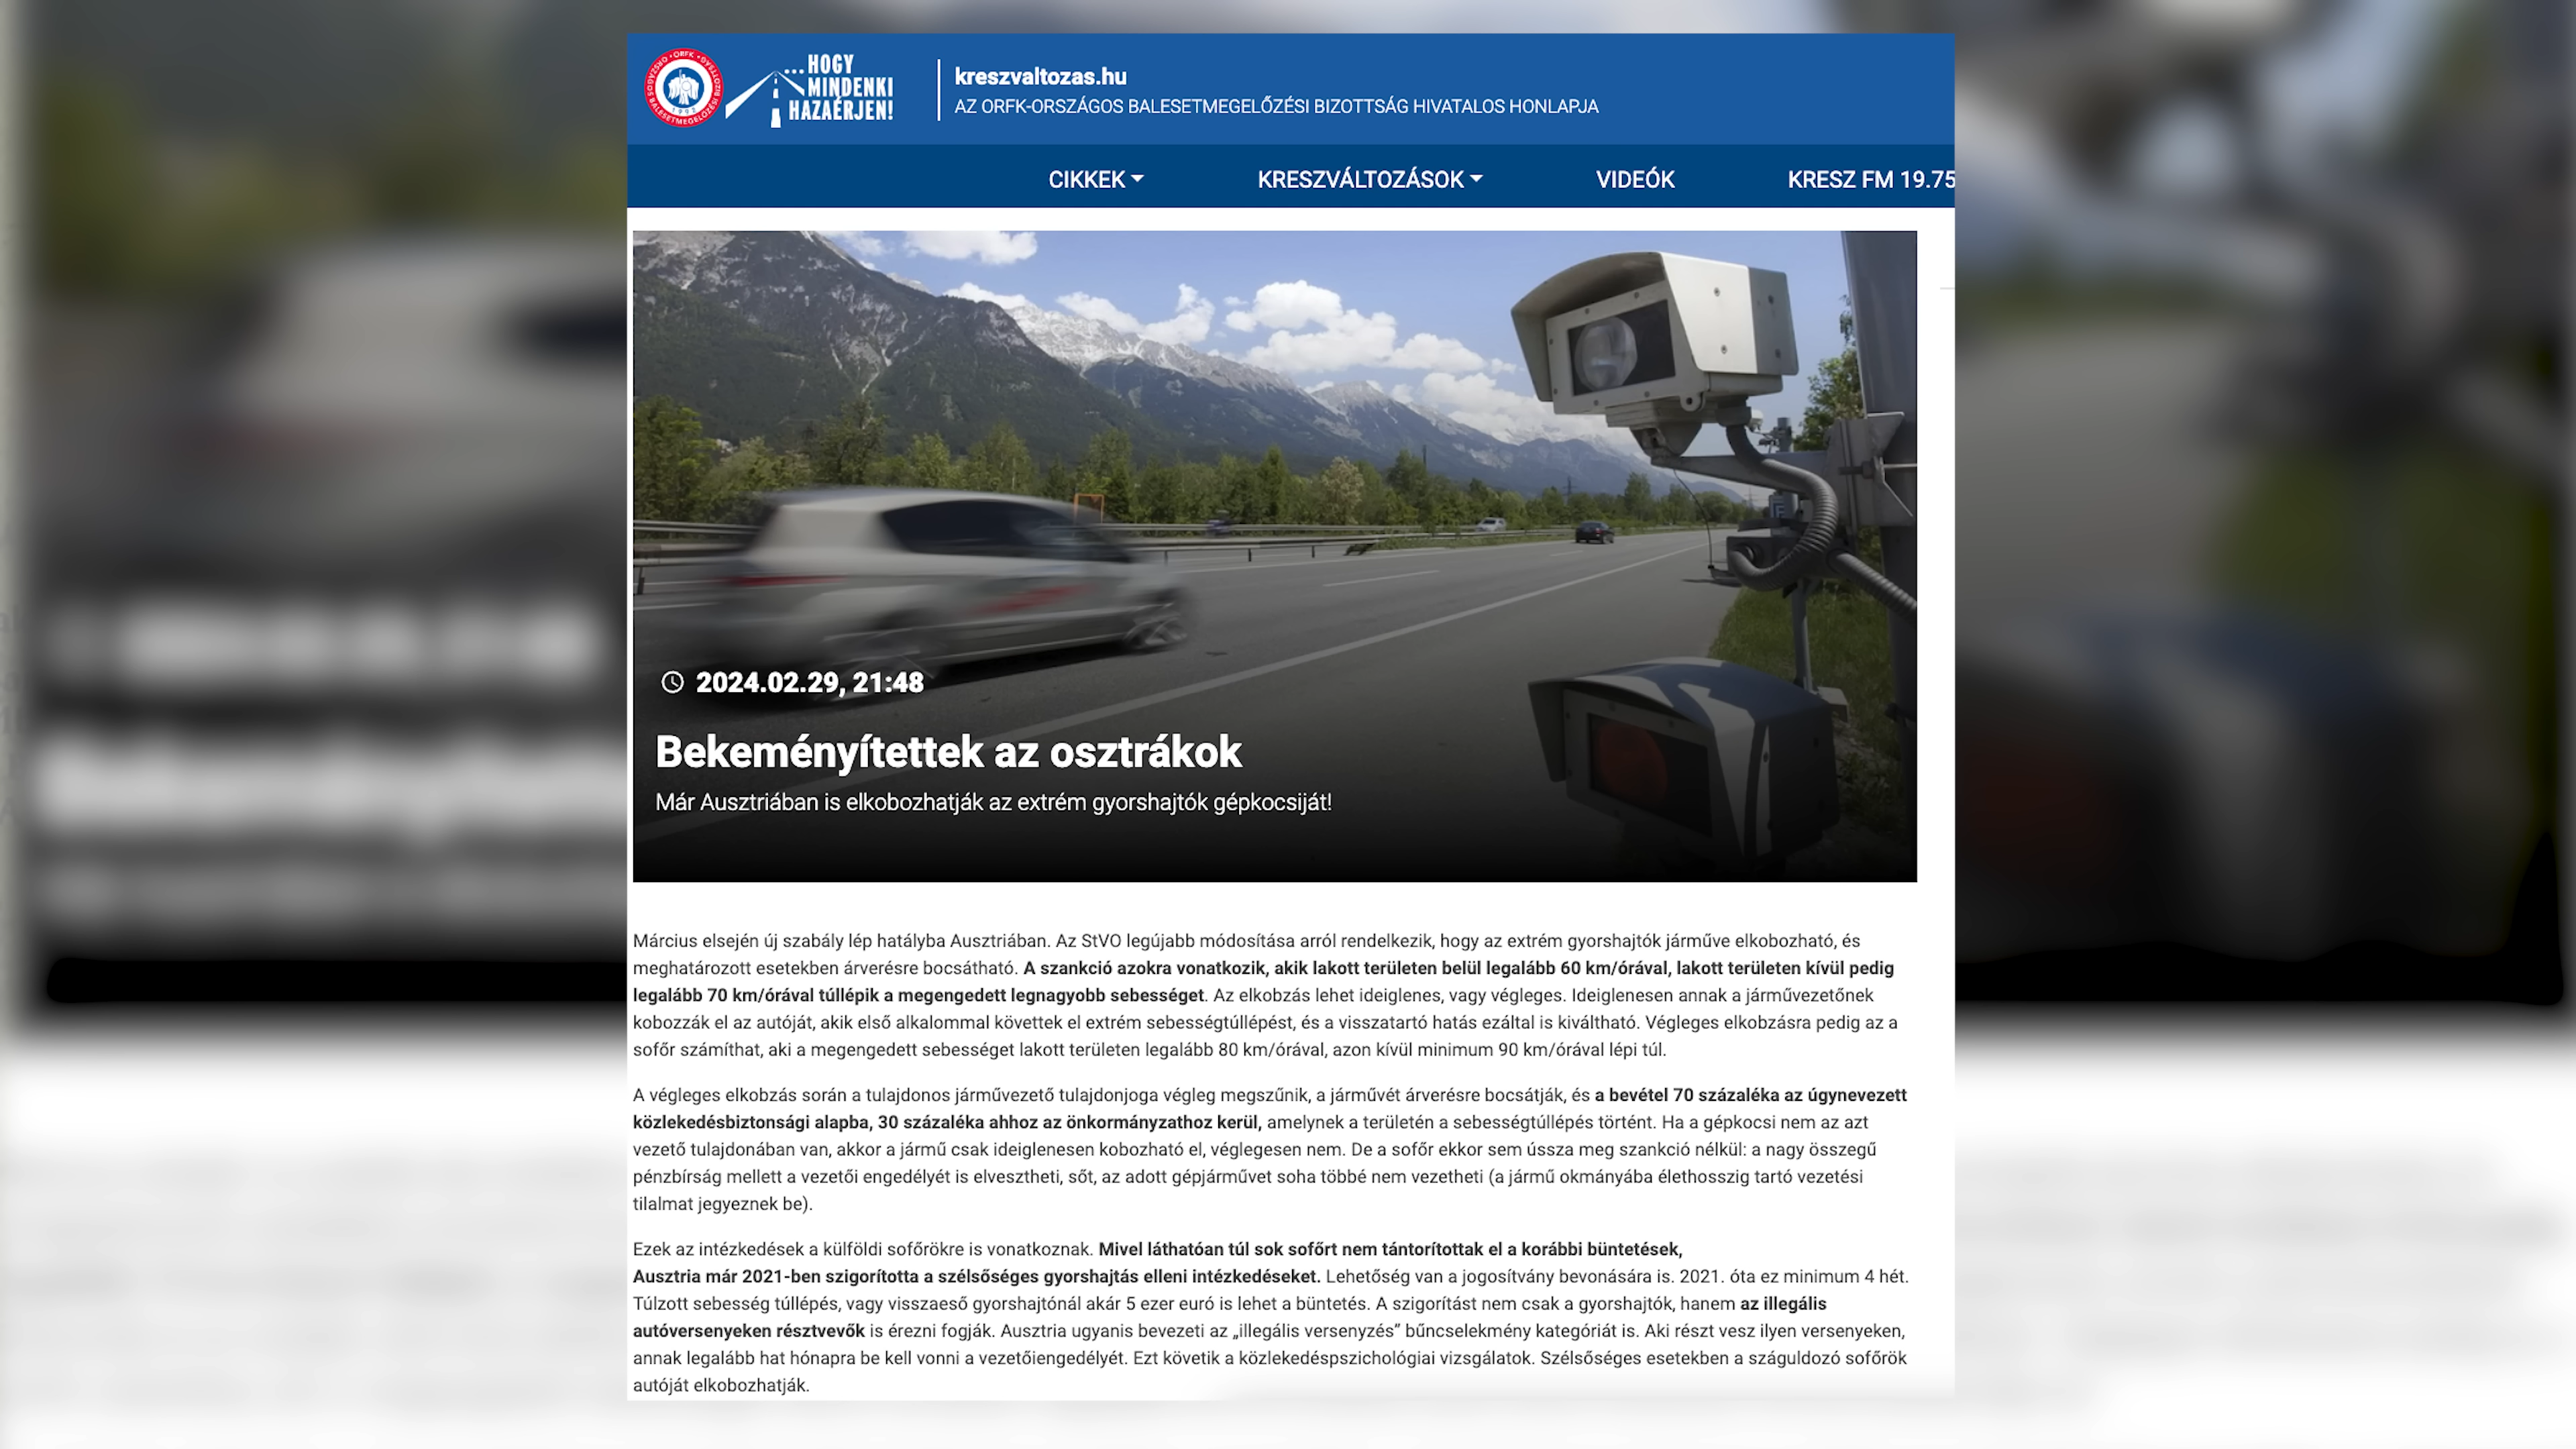 ...HOGY
MINDENKI
HAZAÉRJEN!
kreszvaltozas.hu
AZ ORFK-ORSZÁGOS BALESETMEGELŐZÉSI BIZOTTSÁG HIVATALOS HONLAPJA
CIKKEK
KRESZVÁLTOZÁSOK
VIDEÓK
KRESZ FM 19.75
2024.02.29, 21:48
Bekeményítettek az osztrákok
Már Ausztriában is elkobozhatják az extrém gyorshajtók gépkocsiját!
Március elsején új szabály lép hatályba Ausztriában. Az StVO legújabb módosítása arról rendelkezik, hogy az extrém gyorshajtók járműve elkobozható, és
meghatározott esetekben árverésre bocsátható. A szankció azokra vonatkozik, akik lakott területen belül legalább 60 km/órával, lakott területen kívül pedig
legalább 70 km/órával túllépik a megengedett legnagyobb sebességet. Az elkobzás lehet ideiglenes, vagy végleges. Ideiglenesen annak a járművezetőnek
kobozzák el az autóját, akik első alkalommal követtek el extrém sebességtúllépést, és a visszatartó hatás ezáltal is kiváltható. Végleges elkobzásra pedig az a
sofőr számíthat, aki a megengedett sebességet lakott területen legalább 80 km/órával, azon kívül minimum 90 km/órával lépi túl.
A végleges elkobzás során a tulajdonos járművezető tulajdonjoga végleg megszűnik, a járművét árverésre bocsátják, és a bevétel 70 százaléka az úgynevezett
közlekedésbiztonsági alapba, 30 százaléka ahhoz az önkormányzathoz kerül, amelynek a területén a sebességtúllépés történt. Ha a gépkocsi nem az azt
vezető tulajdonában van, akkor a jármű csak ideiglenesen kobozható el, véglegesen nem. De a sofőr ekkor sem ússza meg szankció nélkül: a nagy összegű
pénzbírság mellett a vezetői engedélyét is elvesztheti, sőt, az adott gépjárművet soha többé nem vezetheti (a jármű okmányába élethosszig tartó vezetési
tilalmat jegyeznek be).
Ezek az intézkedések a külföldi sofőrökre is vonatkoznak. Mivel láthatóan túl sok sofőrt nem tántorítottak el a korábbi büntetések,
Ausztria már 2021-ben szigorította a szélsőséges gyorshajtás elleni intézkedéseket. Lehetőség van a jogosítvány bevonására is. 2021. óta ez minimum 4 hét.
Túlzott sebesség túllépés, vagy visszaeső gyorshajtónál akár 5 ezer euró is lehet a büntetés. A szigorítást nem csak a gyorshajtók, hanem az illegális
autóversenyeken résztvevők is érezni fogják. Ausztria ugyanis bevezeti az „illegális versenyzés” bűncselekmény kategóriát is. Aki részt vesz ilyen versenyeken,
annak legalább hat hónapra be kell vonni a vezetőiengedélyét. Ezt követik a közlekedéspszichológiai vizsgálatok. Szélsőséges esetekben a száguldozó sofőrök
autóját elkobozhatják.